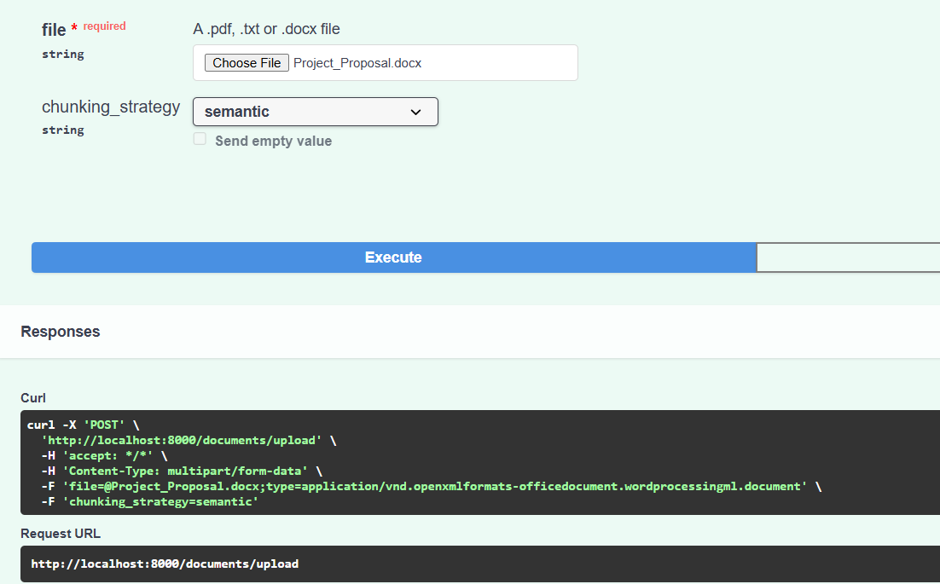 file * required
A .pdf, .txt or .docx file
string
Choose File Project_Proposal.docx
chunking_strategy
semantic
string
Send empty value
Execute
Responses
Curl
curl -X 'POST' \
  'http://localhost:8000/documents/upload' \
  -H 'accept: */*' \
  -H 'Content-Type: multipart/form-data' \
  -F 'file=@Project_Proposal.docx;type=application/vnd.openxmlformats-officedocument.wordprocessingml.document' \
  -F 'chunking_strategy=semantic'
Request URL
http://localhost:8000/documents/upload